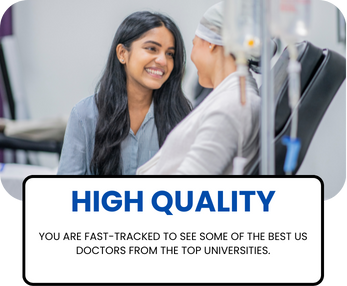 HIGH QUALITY
YOU ARE FAST-TRACKED TO SEE SOME OF THE BEST US
DOCTORS FROM THE TOP UNIVERSITIES.